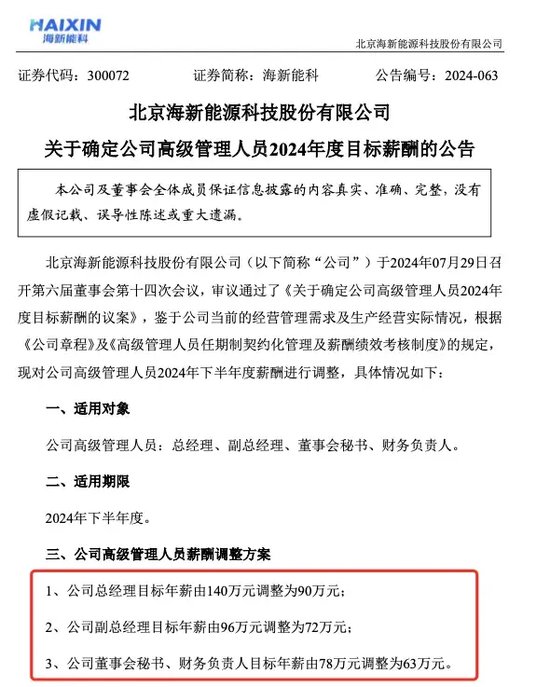 HAIXIN
海新能科
北京海新能源科技股份有限公司
证券代码：300072 证券简称：海新能科 公告编号：2024-063
北京海新能源科技股份有限公司
关于确定公司高级管理人员2024年度目标薪酬的公告
本公司及董事会全体成员保证信息披露的内容真实、准确、完整，没有
虚假记载、误导性陈述或重大遗漏。
北京海新能源科技股份有限公司（以下简称“公司”）于2024年07月29日召
开第六届董事会第十四次会议，审议通过了《关于确定公司高级管理人员2024年
度目标薪酬的议案》，鉴于公司当前的经营管理需求及生产经营实际情况，根据
《公司章程》及《高级管理人员任期制契约化管理及薪酬绩效考核制度》的规定，
现对公司高级管理人员2024年下半年度薪酬进行调整，具体情况如下：
一、适用对象
公司高级管理人员：总经理、副总经理、董事会秘书、财务负责人。
二、适用期限
2024年下半年度。
三、公司高级管理人员薪酬调整方案
1、公司总经理目标年薪由140万元调整为90万元；
2、公司副总经理目标年薪由96万元调整为72万元；
3、公司董事会秘书、财务负责人目标年薪由78万元调整为63万元。